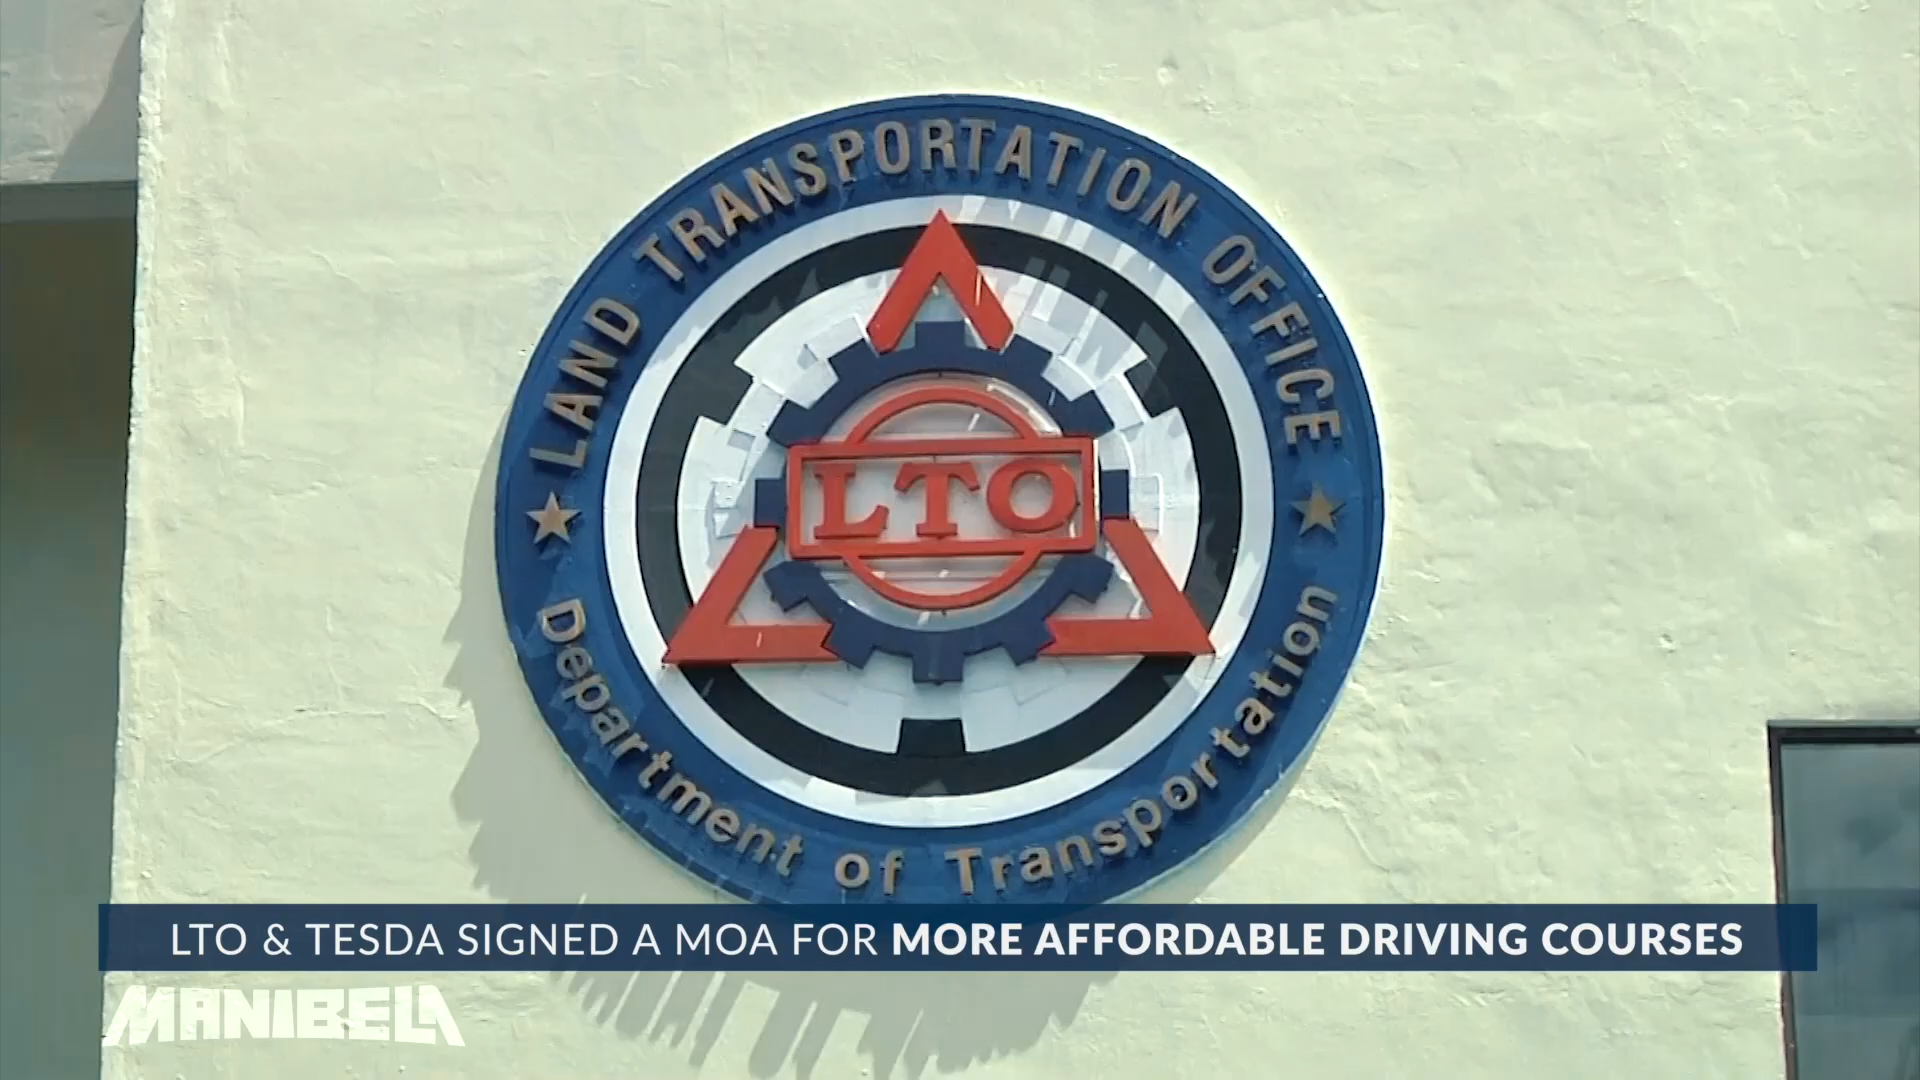 LAND TRANSPORTATION OFFICE
LTO
Department of Transportation
LTO & TESDA SIGNED A MOA FOR MORE AFFORDABLE DRIVING COURSES
MANIBELA